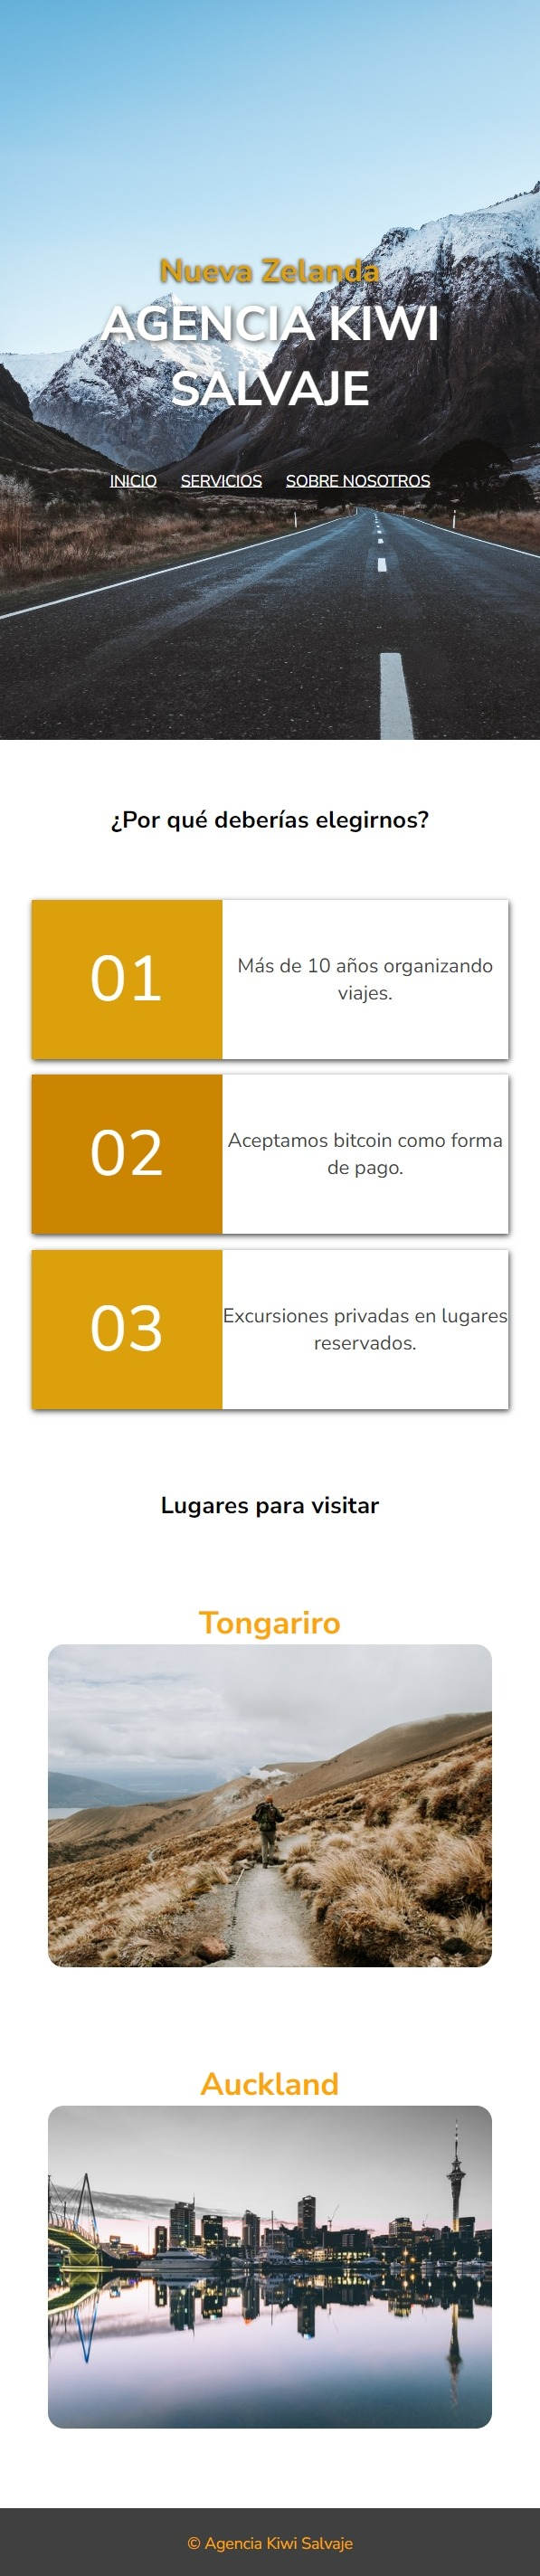 Nueva Zelanda
AGENCIA KIWI
SALVAJE
INICIO SERVICIOS SOBRE NOSOTROS
¿Por qué deberías elegirnos?
01
Más de 10 años organizando
viajes.
02
Aceptamos bitcoin como forma
de pago.
03
Excursiones privadas en lugares
reservados.
Lugares para visitar
Tongariro
Auckland
© Agencia Kiwi Salvaje